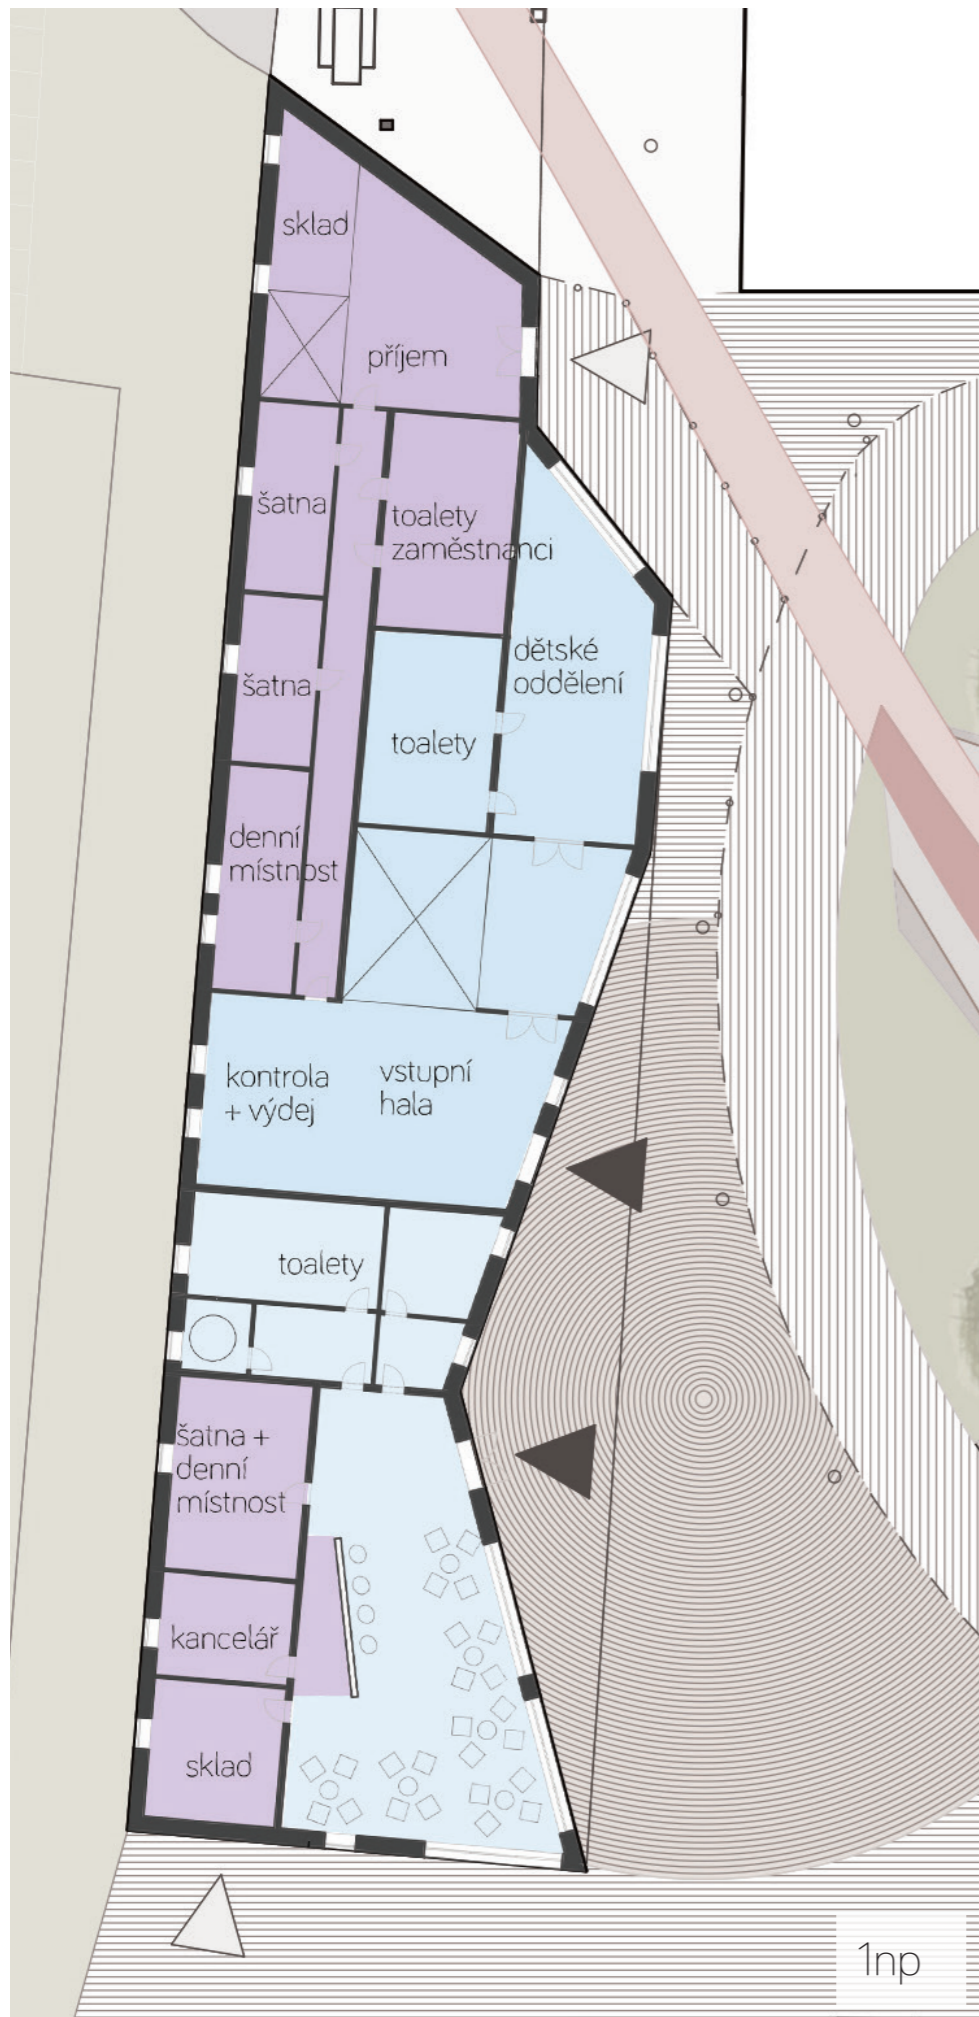 sklad
příjem
šatna
toalety
zaměstnanci
dětské
oddělení
šatna
toalety
denní
místnost
kontrola
+ výdej
vstupní
hala
toalety
šatna +
denní
místnost
kancelář
sklad
1np